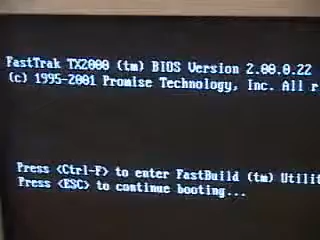 FastTrak TX2000 (tm) BIOS Version 2.00.0.22
(c) 1995-2001 Promise Technology, Inc. All r
Press <Ctrl-F> to enter FastBuild (tm) Utilit
Press <ESC> to continue booting...